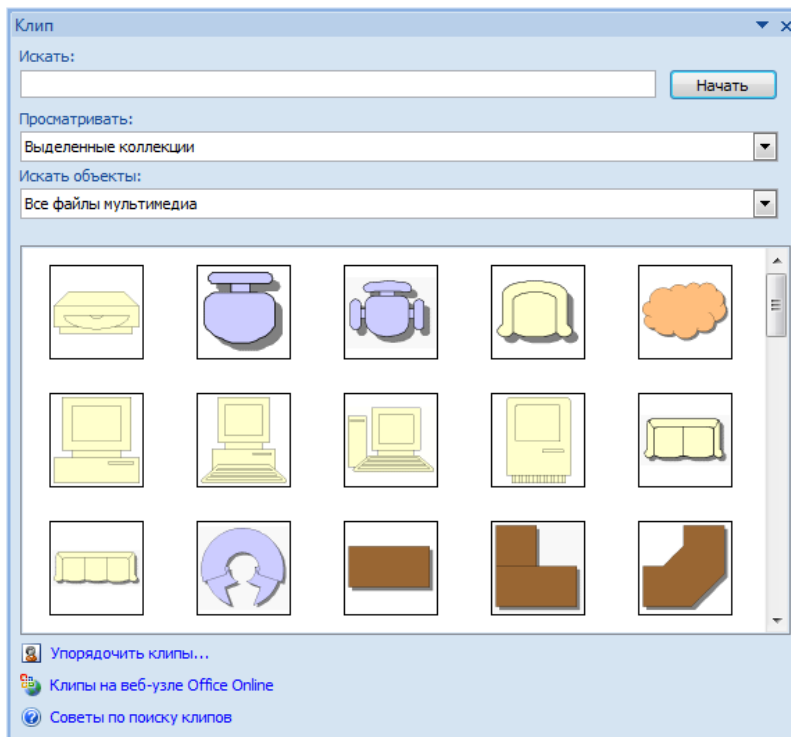 Клип
Искать:
Начать
Просматривать:
Выделенные коллекции
Искать объекты:
Все файлы мультимедиа
Упорядочить клипы...
Клипы на веб-узле Office Online
Советы по поиску клипов